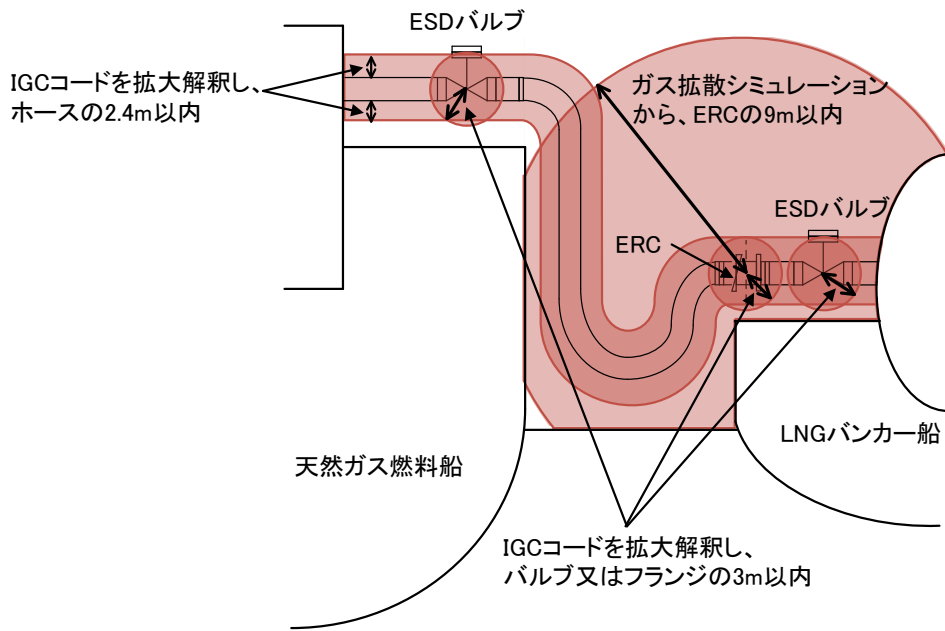 ESDバルブ
IGCコードを拡大解釈し、
ホースの2.4m以内
ガス拡散シミュレーション
から、ERCの9m以内
ESDバルブ
ERC
LNGバンカー船
天然ガス燃料船
IGCコードを拡大解釈し、
バルブ又はフランジの3m以内